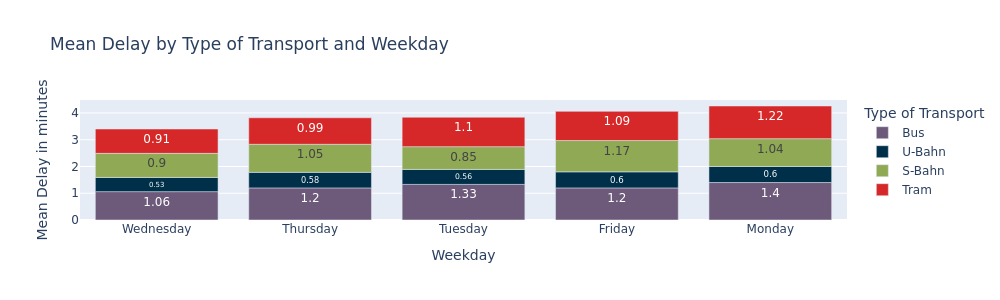 Mean Delay by Type of Transport and Weekday
Mean Delay in minutes
4
3
2
1
0
0.91
0.99
1.1
1.09
1.22
0.9
1.05
0.85
1.17
1.04
0.53
0.58
0.56
0.6
0.6
1.06
1.2
1.33
1.2
1.4
Wednesday
Thursday
Tuesday
Friday
Monday
Weekday
Type of Transport
Bus
U-Bahn
S-Bahn
Tram